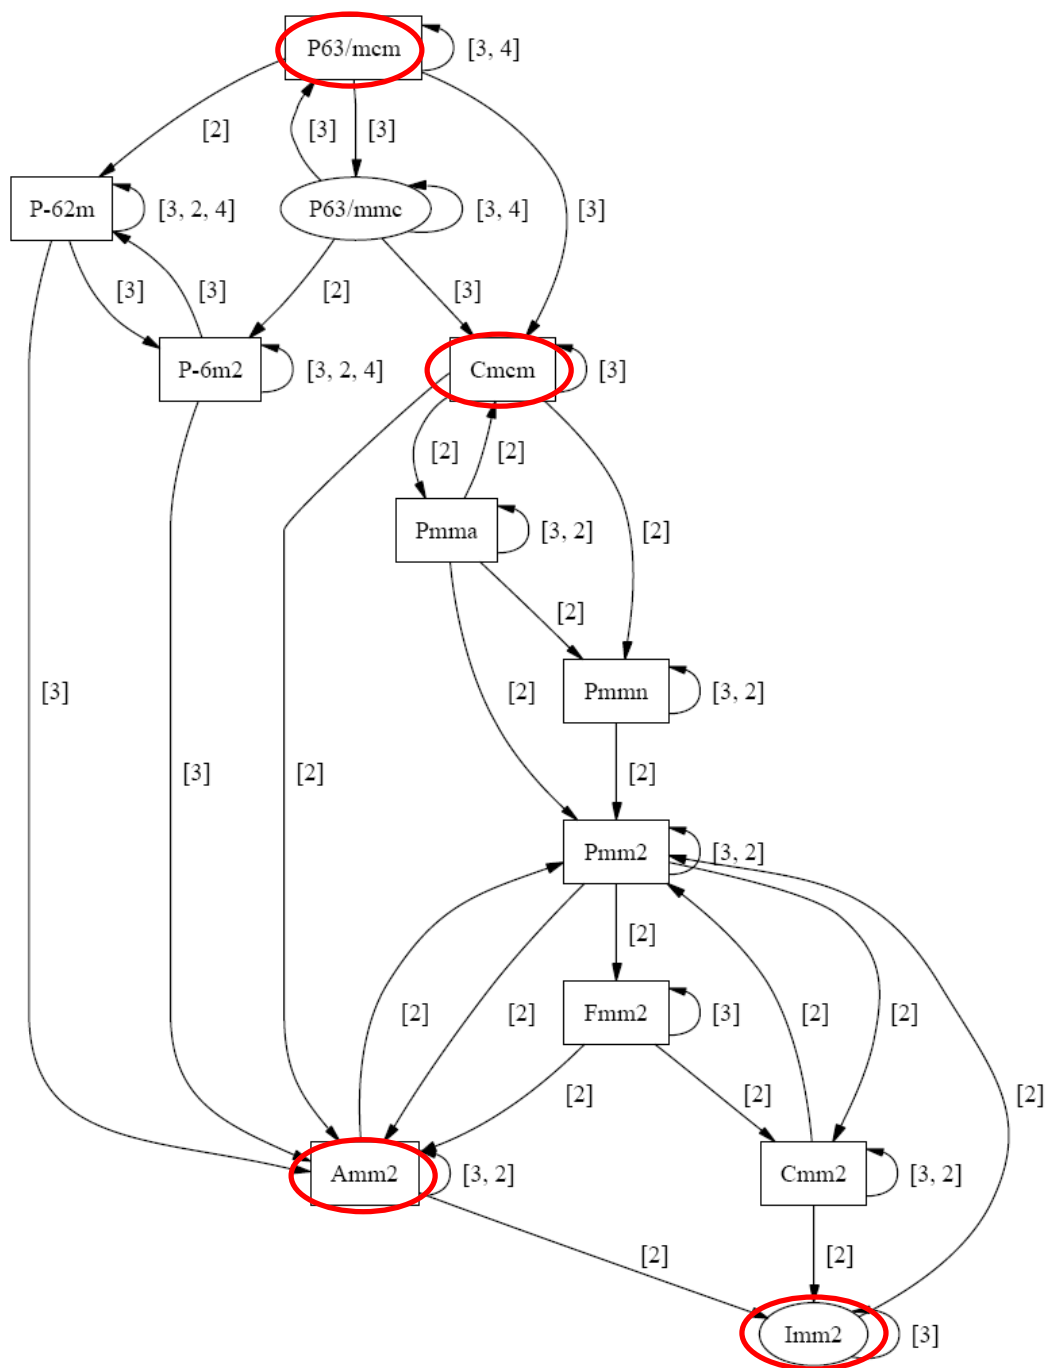 P63/mcm
[3, 4]
[2]
[3]
[3]
P-62m
[3, 2, 4]
P63/mmc
[3, 4]
[3]
[3]
[3]
[2]
[3]
P-6m2
[3, 2, 4]
Cmcm
[3]
[2]
[2]
Pmma
[3, 2]
[2]
[2]
Pmmn
[3, 2]
[3]
[2]
[3]
[2]
[2]
Pmm2
[3, 2]
[2]
Fmm2
[3]
[2]
[2]
[2]
[2]
[2]
[2]
[2]
Amm2
[3, 2]
Cmm2
[3, 2]
[2]
[2]
Imm2
[3]